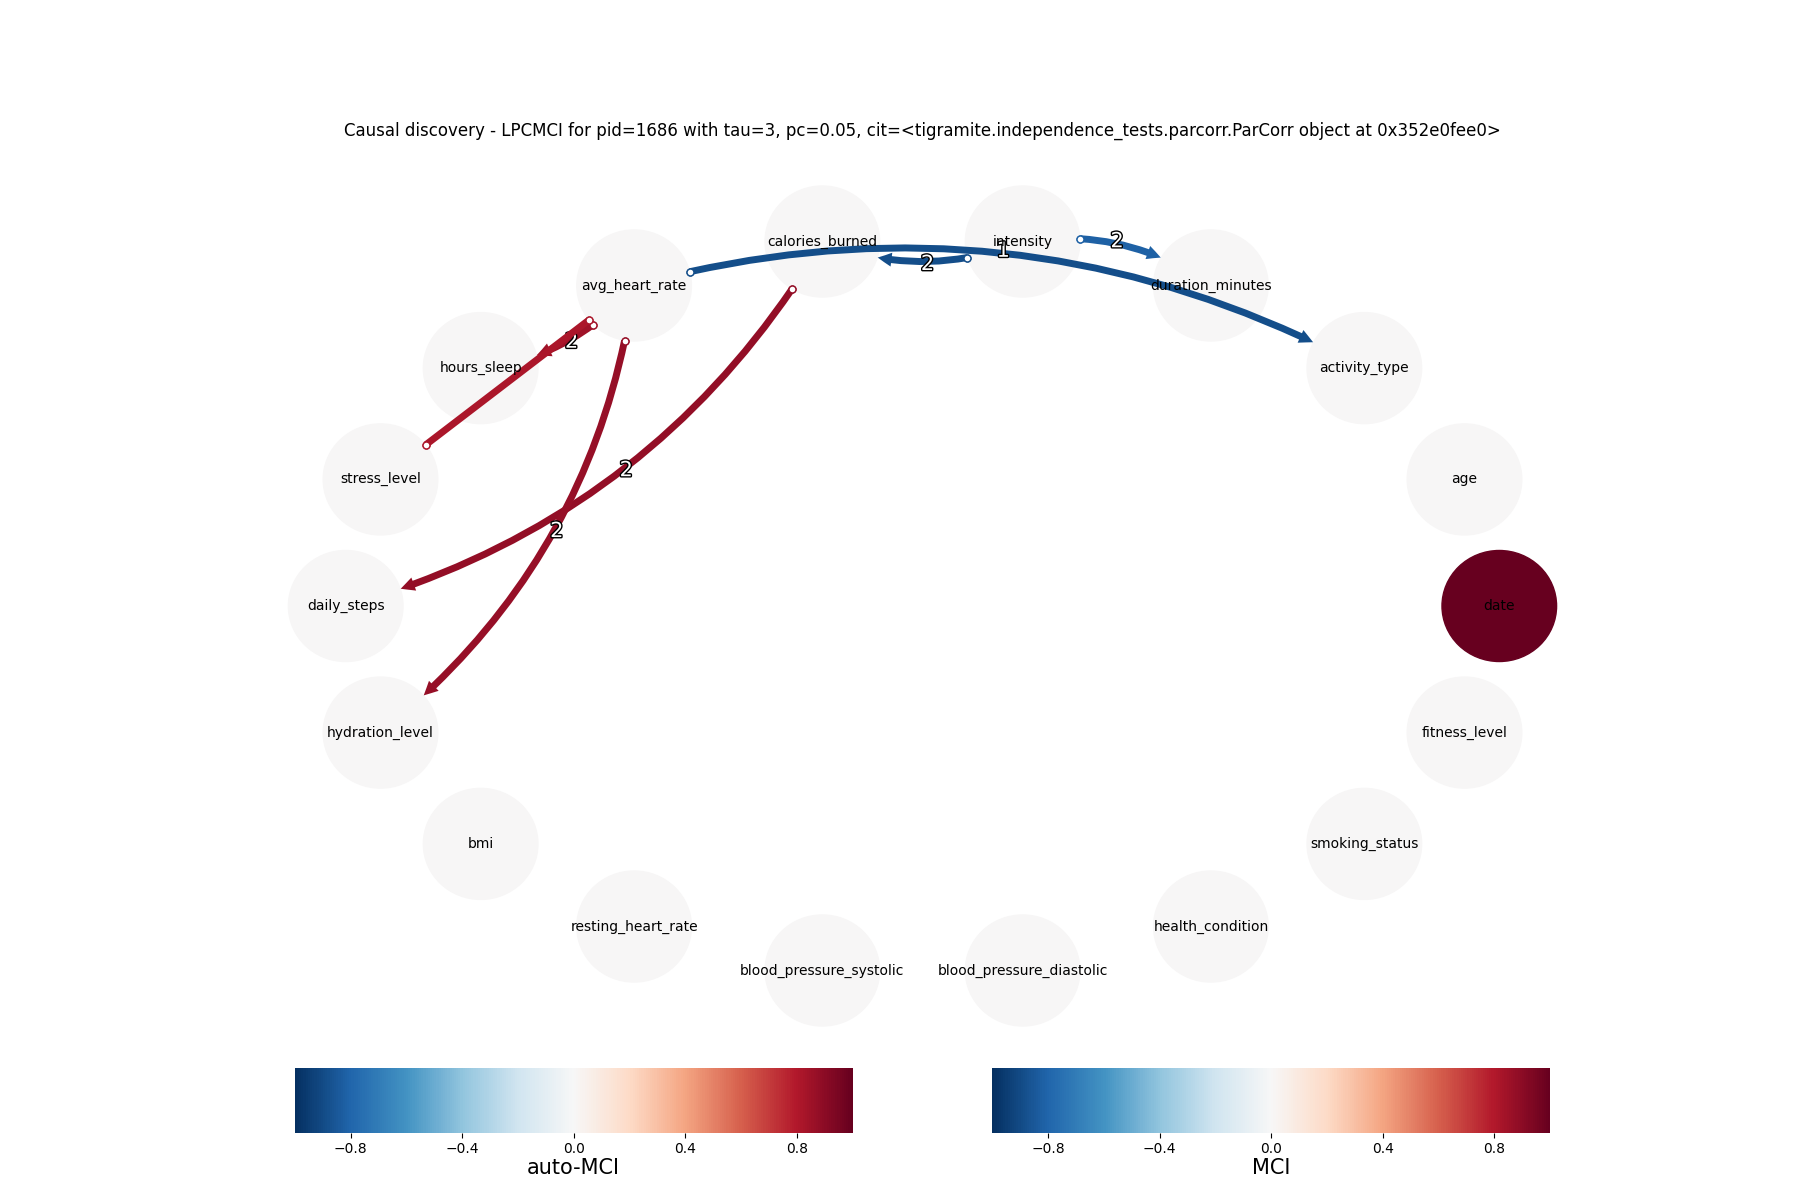 Causal discovery - LPCMCI for pid=1686 with tau=3, pc=0.05, cit=<tigramite.independence_tests.parcorr.ParCorr object at 0x352e0fee0>
calories_burned
intensity
2
1
2
avg_heart_rate
duration_minutes
2
hours_sleep
activity_type
2
stress_level
age
2
daily_steps
date
hydration_level
fitness_level
bmi
smoking_status
resting_heart_rate
health_condition
blood_pressure_systolic
blood_pressure_diastolic
−0.8 −0.4 0.0 0.4 0.8
auto-MCI
−0.8 −0.4 0.0 0.4 0.8
MCI